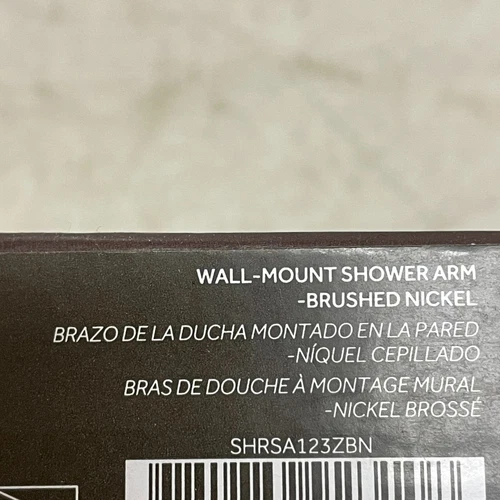 WALL-MOUNT SHOWER ARM
-BRUSHED NICKEL
BRAZO DE LA DUCHA MONTADO EN LA PARED
-NÍQUEL CEPILLADO
BRAS DE DOUCHE À MONTAGE MURAL
-NICKEL BROSSÉ
SHRSA123ZBN